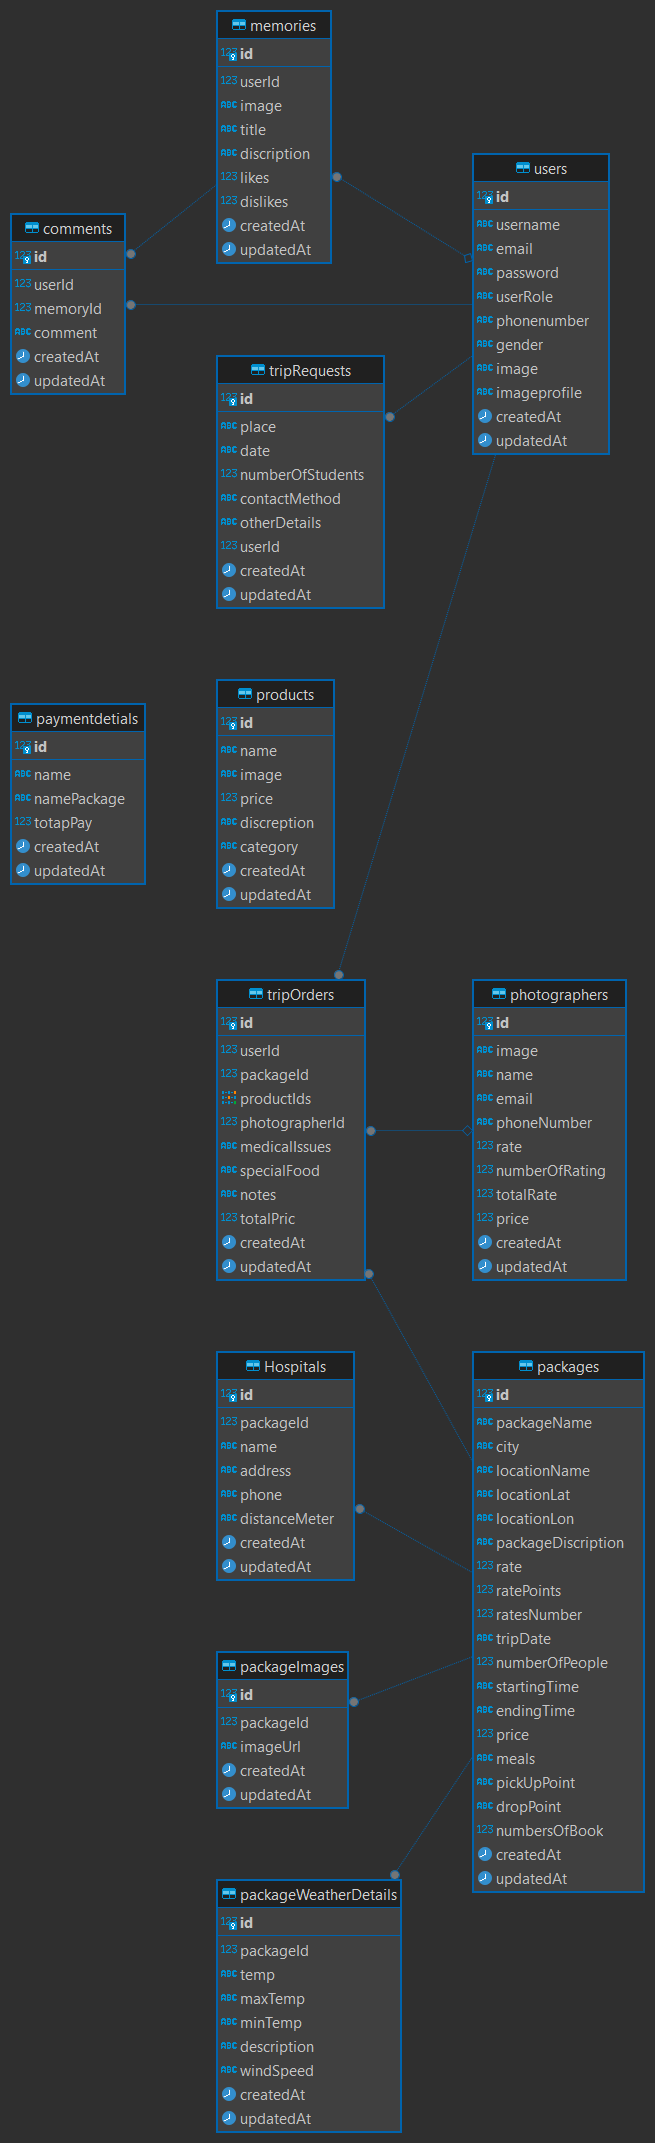 memories
123 id
123 userId
ABC image
ABC title
ABC discription
123 likes
123 dislikes
createdAt
updatedAt
users
123 id
ABC username
ABC email
ABC password
ABC userRole
ABC phonenumber
ABC gender
ABC image
ABC imageprofile
createdAt
updatedAt
comments
123 id
123 userId
123 memoryId
ABC comment
createdAt
updatedAt
tripRequests
123 id
ABC place
ABC date
123 numberOfStudents
ABC contactMethod
ABC otherDetails
123 userId
createdAt
updatedAt
paymentdetials
123 id
ABC name
ABC namePackage
123 totapPay
createdAt
updatedAt
products
123 id
ABC name
ABC image
123 price
ABC discreption
ABC category
createdAt
updatedAt
tripOrders
123 id
123 userId
123 packageId
productIds
123 photographerId
ABC medicalIssues
ABC specialFood
ABC notes
123 totalPric
createdAt
updatedAt
photographers
123 id
ABC image
ABC name
ABC email
ABC phoneNumber
123 rate
123 numberOfRating
123 totalRate
123 price
createdAt
updatedAt
Hospitals
123 id
123 packageId
ABC name
ABC address
ABC phone
ABC distanceMeter
createdAt
updatedAt
packages
123 id
ABC packageName
ABC city
ABC locationName
ABC locationLat
ABC locationLon
ABC packageDiscription
123 rate
123 ratePoints
123 ratesNumber
ABC tripDate
123 numberOfPeople
ABC startingTime
ABC endingTime
123 price
ABC meals
ABC pickUpPoint
ABC dropPoint
123 numbersOfBook
createdAt
updatedAt
packageImages
123 id
123 packageId
ABC imageUrl
createdAt
updatedAt
packageWeatherDetails
123 id
123 packageId
ABC temp
ABC maxTemp
ABC minTemp
ABC description
ABC windSpeed
createdAt
updatedAt